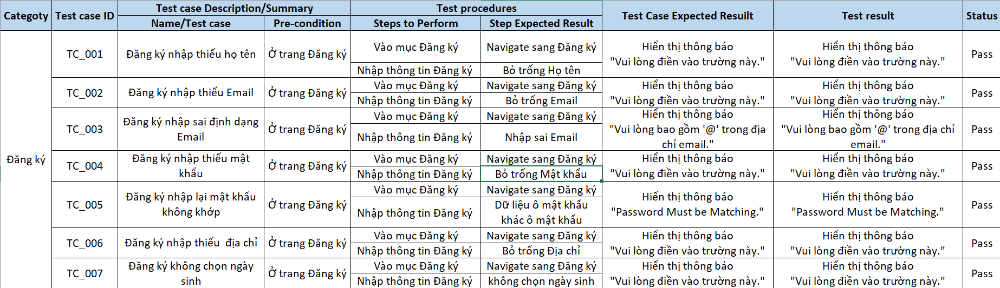 Categoty
Test case ID
Test case Description/Summary
Test procedures
Test Case Expected Resuilt
Test result
Status
Name/Test case
Pre-condition
Steps to Perform
Step Expected Result
Đăng ký
TC_001
Đăng ký nhập thiếu họ tên
Ở trang Đăng ký
Vào mục Đăng ký
Navigate sang Đăng ký
Nhập thông tin Đăng ký
Bỏ trống Họ tên
Hiển thị thông báo
"Vui lòng điền vào trường này."
Hiển thị thông báo
"Vui lòng điền vào trường này."
Pass
TC_002
Đăng ký nhập thiếu Email
Ở trang Đăng ký
Vào mục Đăng ký
Navigate sang Đăng ký
Nhập thông tin Đăng ký
Bỏ trống Email
Hiển thị thông báo
"Vui lòng điền vào trường này."
Hiển thị thông báo
"Vui lòng điền vào trường này."
Pass
TC_003
Đăng ký nhập sai định dạng
Email
Ở trang Đăng ký
Vào mục Đăng ký
Navigate sang Đăng ký
Nhập thông tin Đăng ký
Nhập sai Email
Hiển thị thông báo
"Vui lòng bao gồm '@' trong địa
chỉ email."
Hiển thị thông báo
"Vui lòng bao gồm '@' trong địa chỉ
email."
Pass
TC_004
Đăng ký nhập thiếu mật
khẩu
Ở trang Đăng ký
Vào mục Đăng ký
Navigate sang Đăng ký
Nhập thông tin Đăng ký
Bỏ trống Mật khẩu
Hiển thị thông báo
"Vui lòng điền vào trường này."
Hiển thị thông báo
"Vui lòng điền vào trường này."
Pass
TC_005
Đăng ký nhập lại mật khẩu
không khớp
Ở trang Đăng ký
Vào mục Đăng ký
Navigate sang Đăng ký
Nhập thông tin Đăng ký
Dữ liệu ô mật khẩu
khác ô mật khẩu
Hiển thị thông báo
"Password Must be Matching."
Hiển thị thông báo
"Password Must be Matching."
Pass
TC_006
Đăng ký nhập thiếu  địa chỉ
Ở trang Đăng ký
Vào mục Đăng ký
Navigate sang Đăng ký
Nhập thông tin Đăng ký
Bỏ trống Địa chỉ
Hiển thị thông báo
"Vui lòng điền vào trường này."
Hiển thị thông báo
"Vui lòng điền vào trường này."
Pass
TC_007
Đăng ký không chọn ngày
sinh
Ở trang Đăng ký
Vào mục Đăng ký
Navigate sang Đăng ký
Nhập thông tin Đăng ký
không chọn ngày sinh
Hiển thị thông báo
"Vui lòng điền vào trường này."
Hiển thị thông báo
"Vui lòng điền vào trường này."
Pass